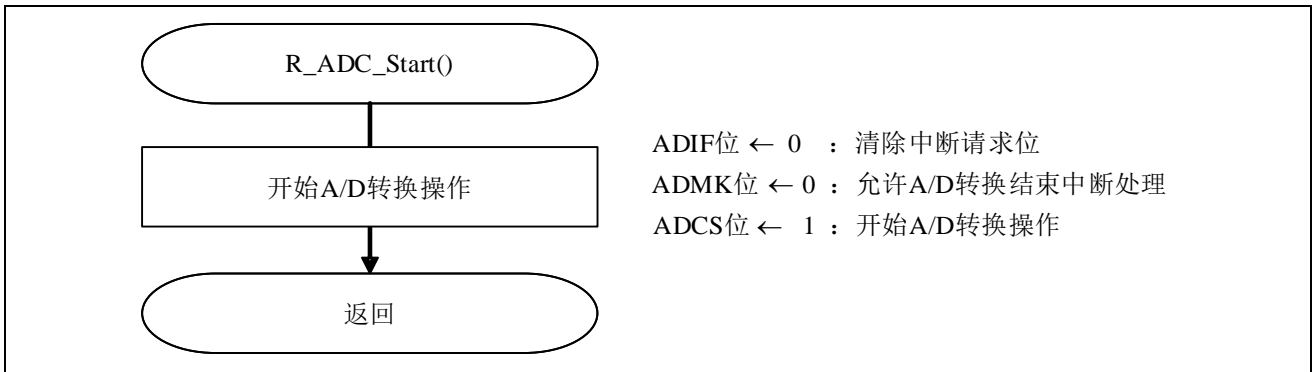 R_ADC_Start()
开始A/D转换操作
ADIF位 ← 0 ：清除中断请求位
ADMK位 ← 0 ：允许A/D转换结束中断处理
ADCS位 ← 1 ：开始A/D转换操作
返回